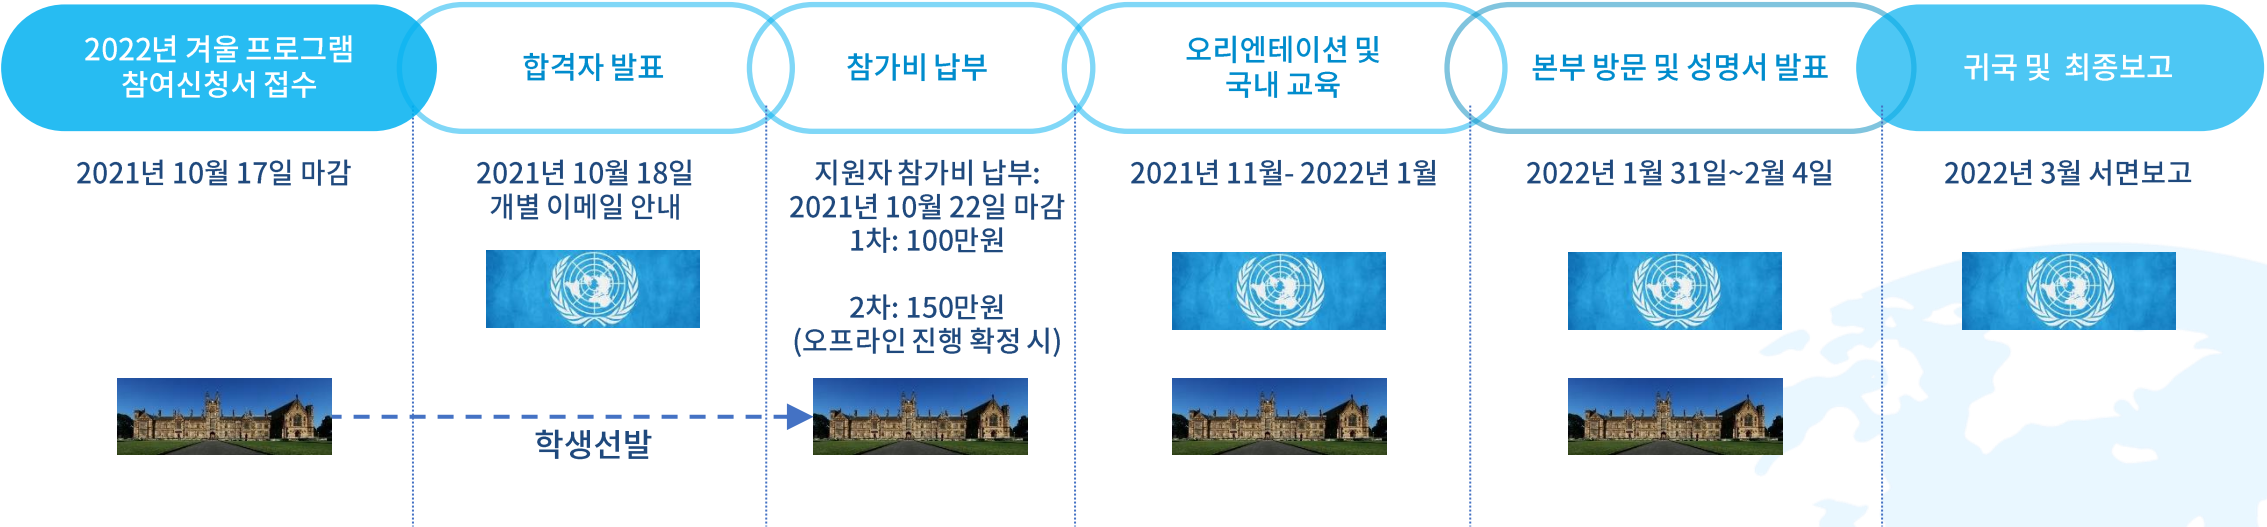 2022년 겨울 프로그램
참여신청서 접수
합격자 발표
참가비 납부
오리엔테이션 및
국내 교육
본부 방문 및 성명서 발표
귀국 및 최종보고
2021년 10월 17일 마감
2021년 10월 18일
개별 이메일 안내
지원자 참가비 납부:
2021년 10월 22일 마감
1차: 100만원
2차: 150만원
(오프라인 진행 확정 시)
2021년 11월- 2022년 1월
2022년 1월 31일~2월 4일
2022년 3월 서면보고
학생선발